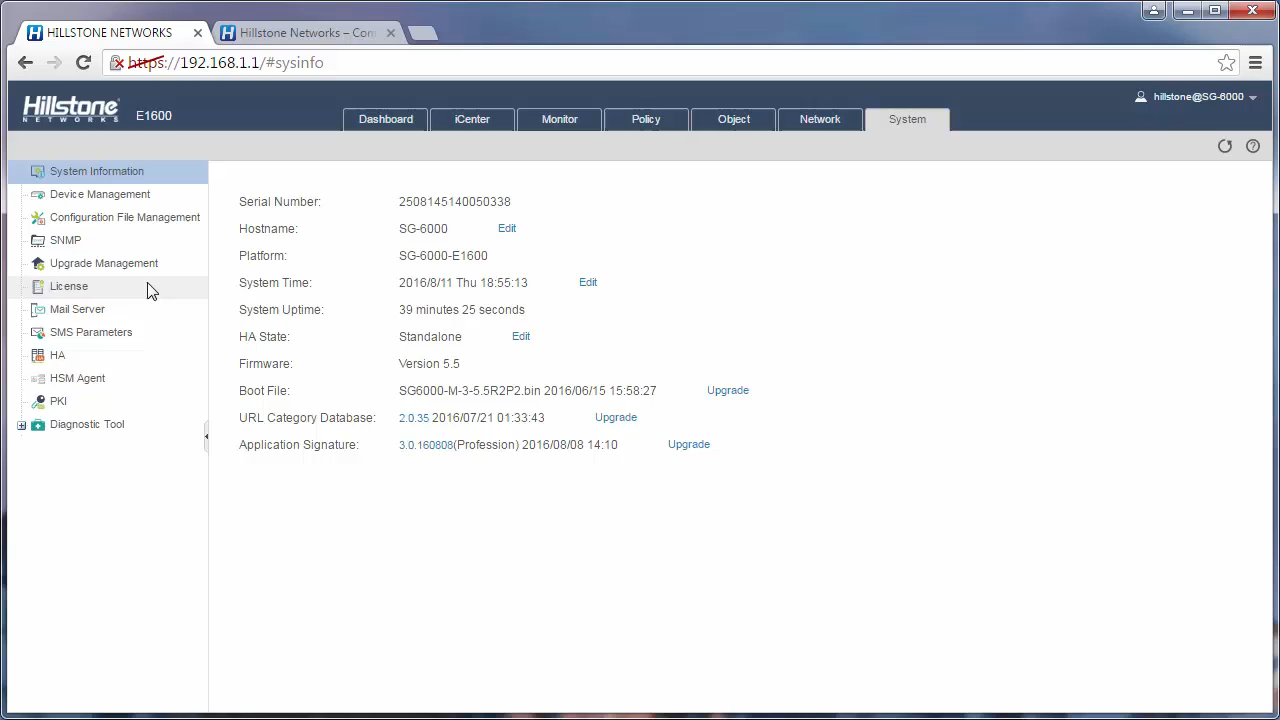 HILLSTONE NETWORKS
Hillstone Networks – Com
https://192.168.1.1/#sysinfo
Hillstone
NETWORKS
E1600
Dashboard
iCenter
Monitor
Policy
Object
Network
System
hillstone@SG-6000
System Information
Device Management
Configuration File Management
SNMP
Upgrade Management
License
Mail Server
SMS Parameters
HA
HSM Agent
PKI
Diagnostic Tool
Serial Number: 2508145140050338
Hostname: SG-6000 Edit
Platform: SG-6000-E1600
System Time: 2016/8/11 Thu 18:55:13 Edit
System Uptime: 39 minutes 25 seconds
HA State: Standalone Edit
Firmware: Version 5.5
Boot File: SG6000-M-3-5.5R2P2.bin 2016/06/15 15:58:27 Upgrade
URL Category Database: 2.0.35 2016/07/21 01:33:43 Upgrade
Application Signature: 3.0.160808(Profession) 2016/08/08 14:10 Upgrade